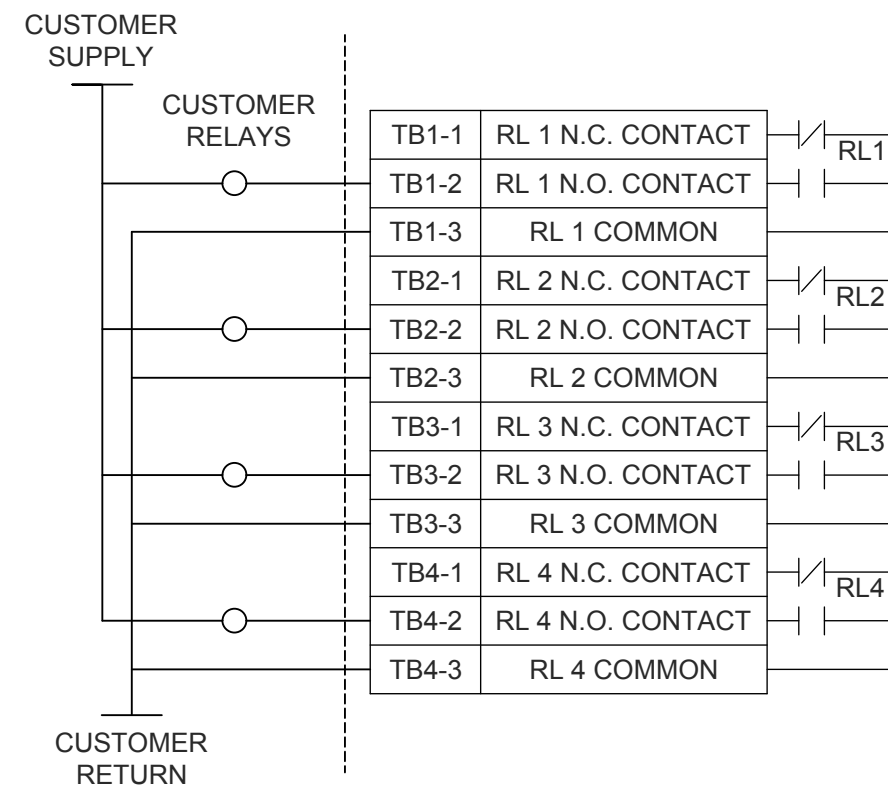 CUSTOMER
SUPPLY
CUSTOMER
RELAYS
TB1-1 RL 1 N.C. CONTACT RL1
TB1-2 RL 1 N.O. CONTACT
TB1-3 RL 1 COMMON
TB2-1 RL 2 N.C. CONTACT RL2
TB2-2 RL 2 N.O. CONTACT
TB2-3 RL 2 COMMON
TB3-1 RL 3 N.C. CONTACT RL3
TB3-2 RL 3 N.O. CONTACT
TB3-3 RL 3 COMMON
TB4-1 RL 4 N.C. CONTACT RL4
TB4-2 RL 4 N.O. CONTACT
TB4-3 RL 4 COMMON
CUSTOMER
RETURN